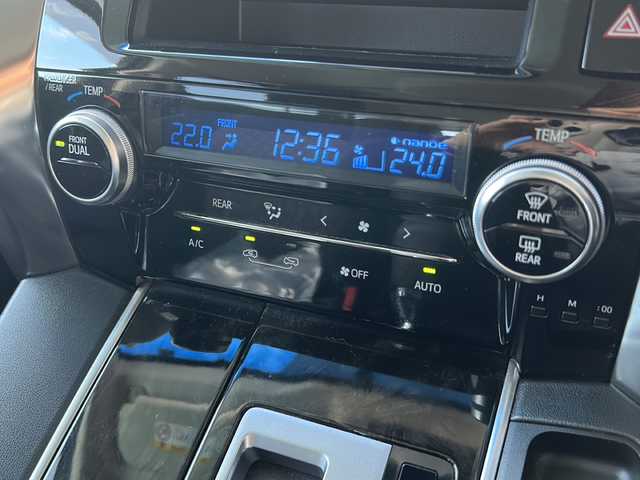 /REAR
TEMP
FRONT
DUAL
22.0
FRONT
12:36
nanoe
24.0
TEMP
FRONT
REAR
REAR
A/C
OFF
AUTO
H
M
:00